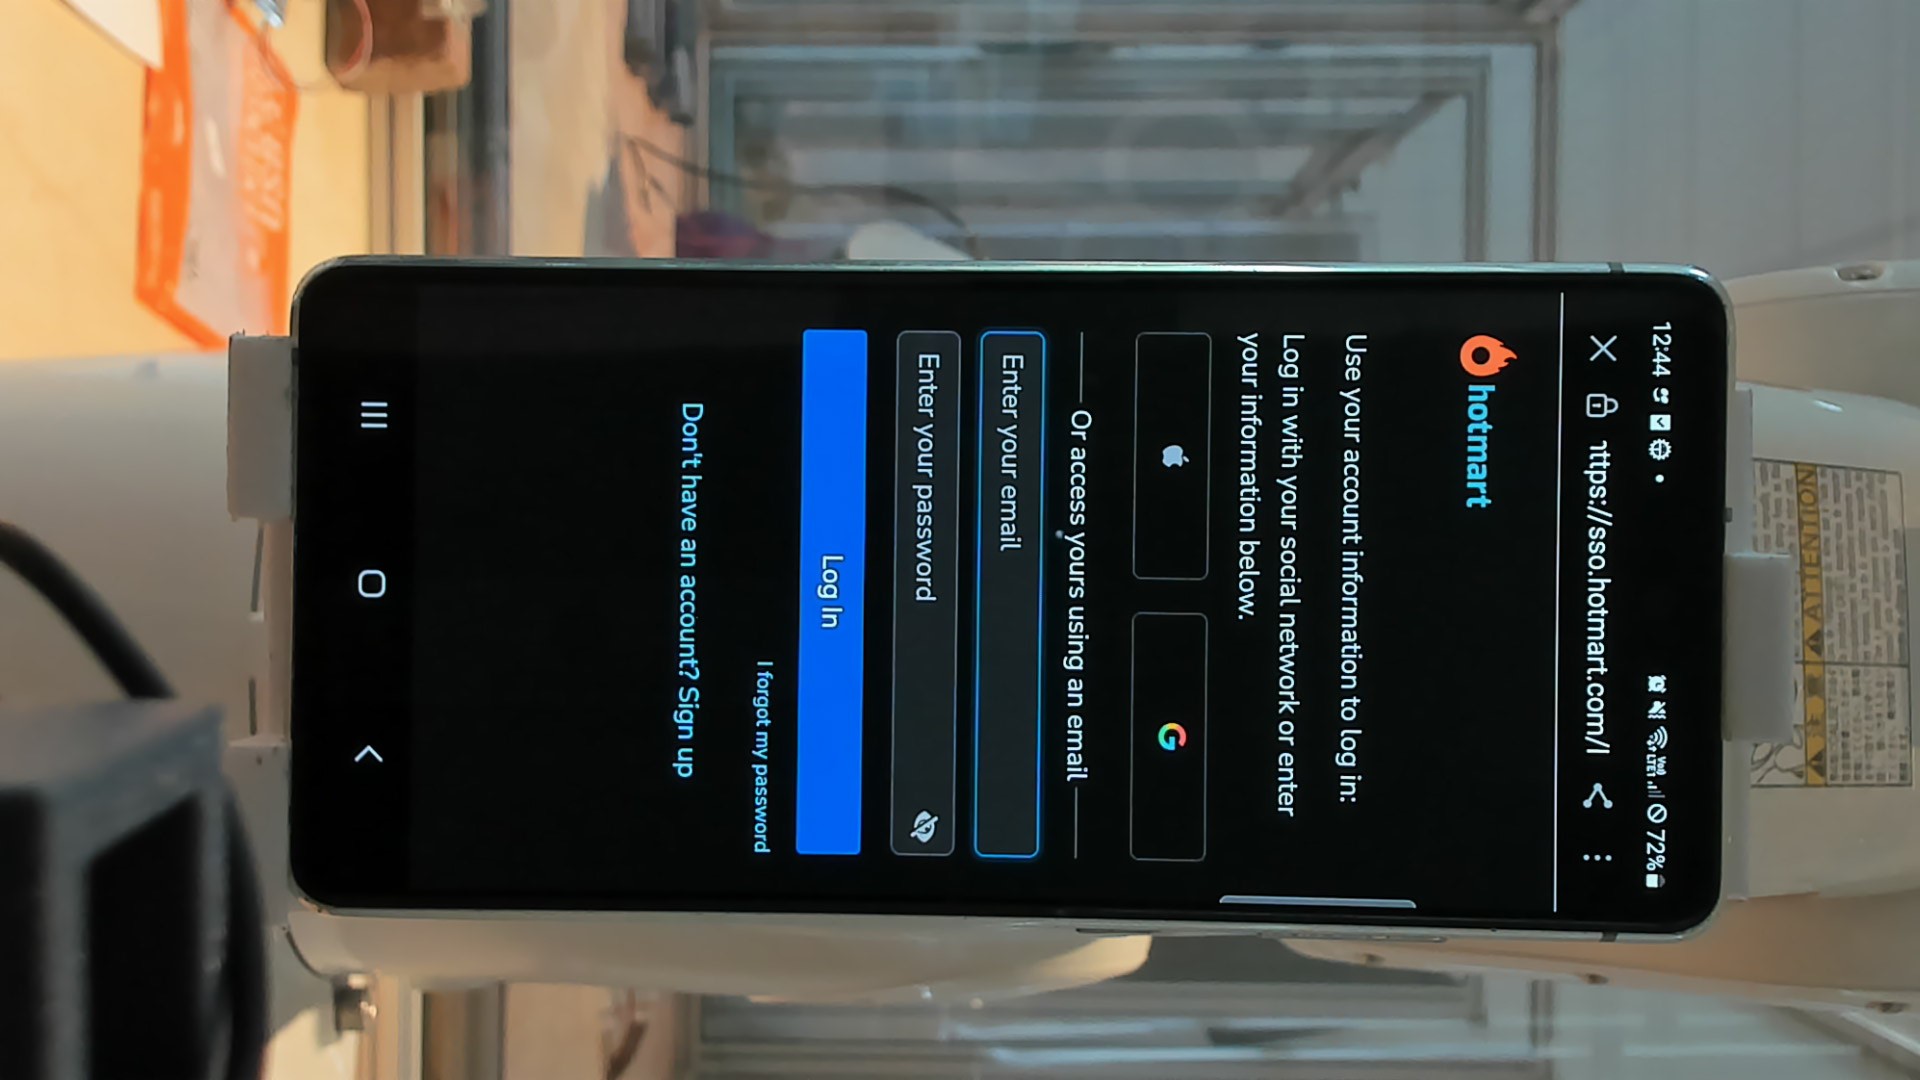 12:44
72%
https://sso.hotmart.com/l
hotmart
Use your account information to log in:
Log in with your social network or enter
your information below.
Or access yours using an email
Enter your email
Enter your password
Log In
I forgot my password
Don't have an account? Sign up
ATTENTION